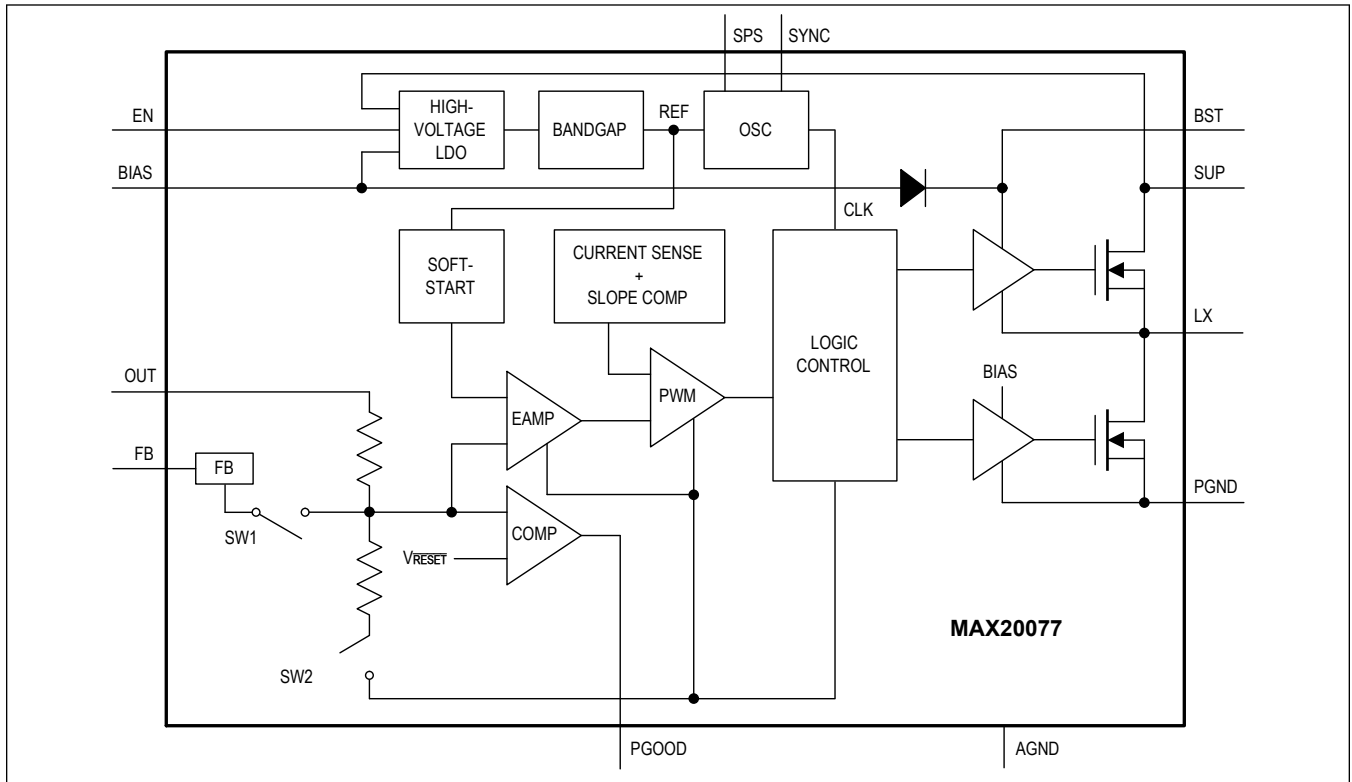 SPS
SYNC
EN
HIGH-
VOLTAGE
LDO
BANDGAP
REF
OSC
BST
BIAS
SUP
CLK
SOFT-
START
CURRENT SENSE
+
SLOPE COMP
LOGIC
CONTROL
LX
OUT
EAMP
PWM
BIAS
FB
FB
SW1
COMP
VRESET
PGND
SW2
MAX20077
PGOOD
AGND